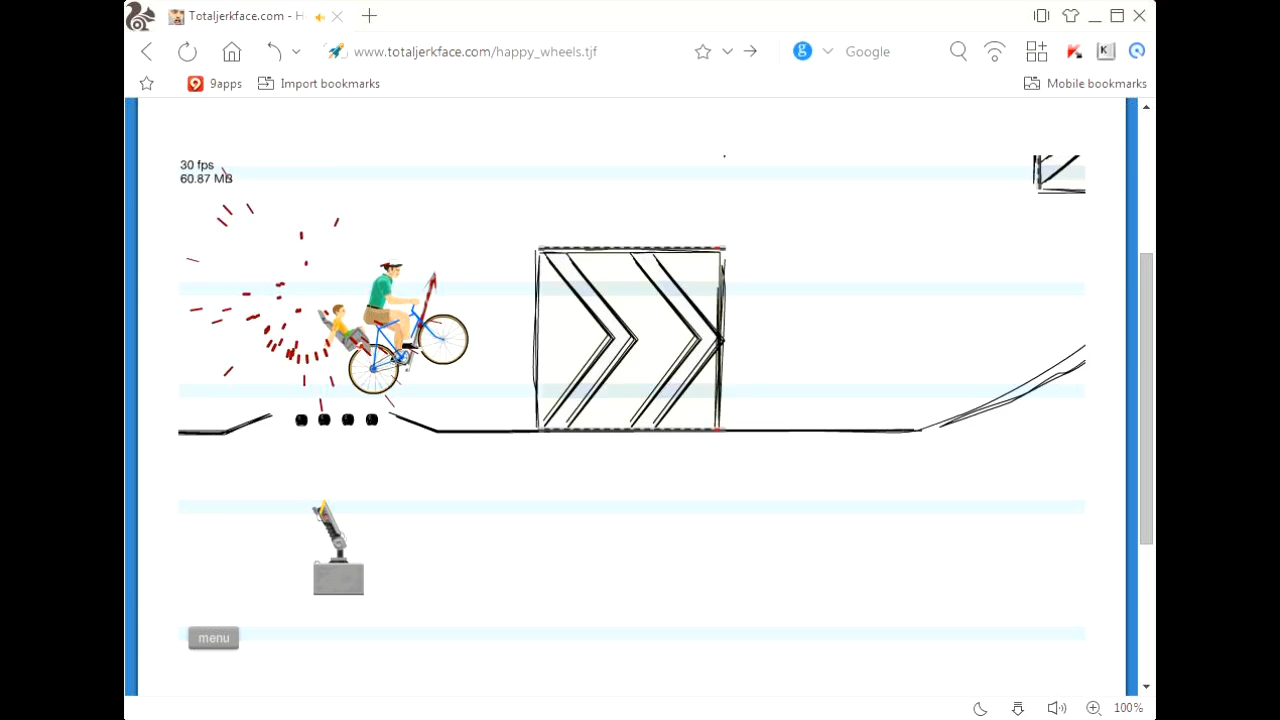 Totaljerkface.com - H
www.totaljerkface.com/happy_wheels.tjf
g
Google
K
9
9apps
Import bookmarks
Mobile bookmarks
30 fps
60.87 MB
menu
100%